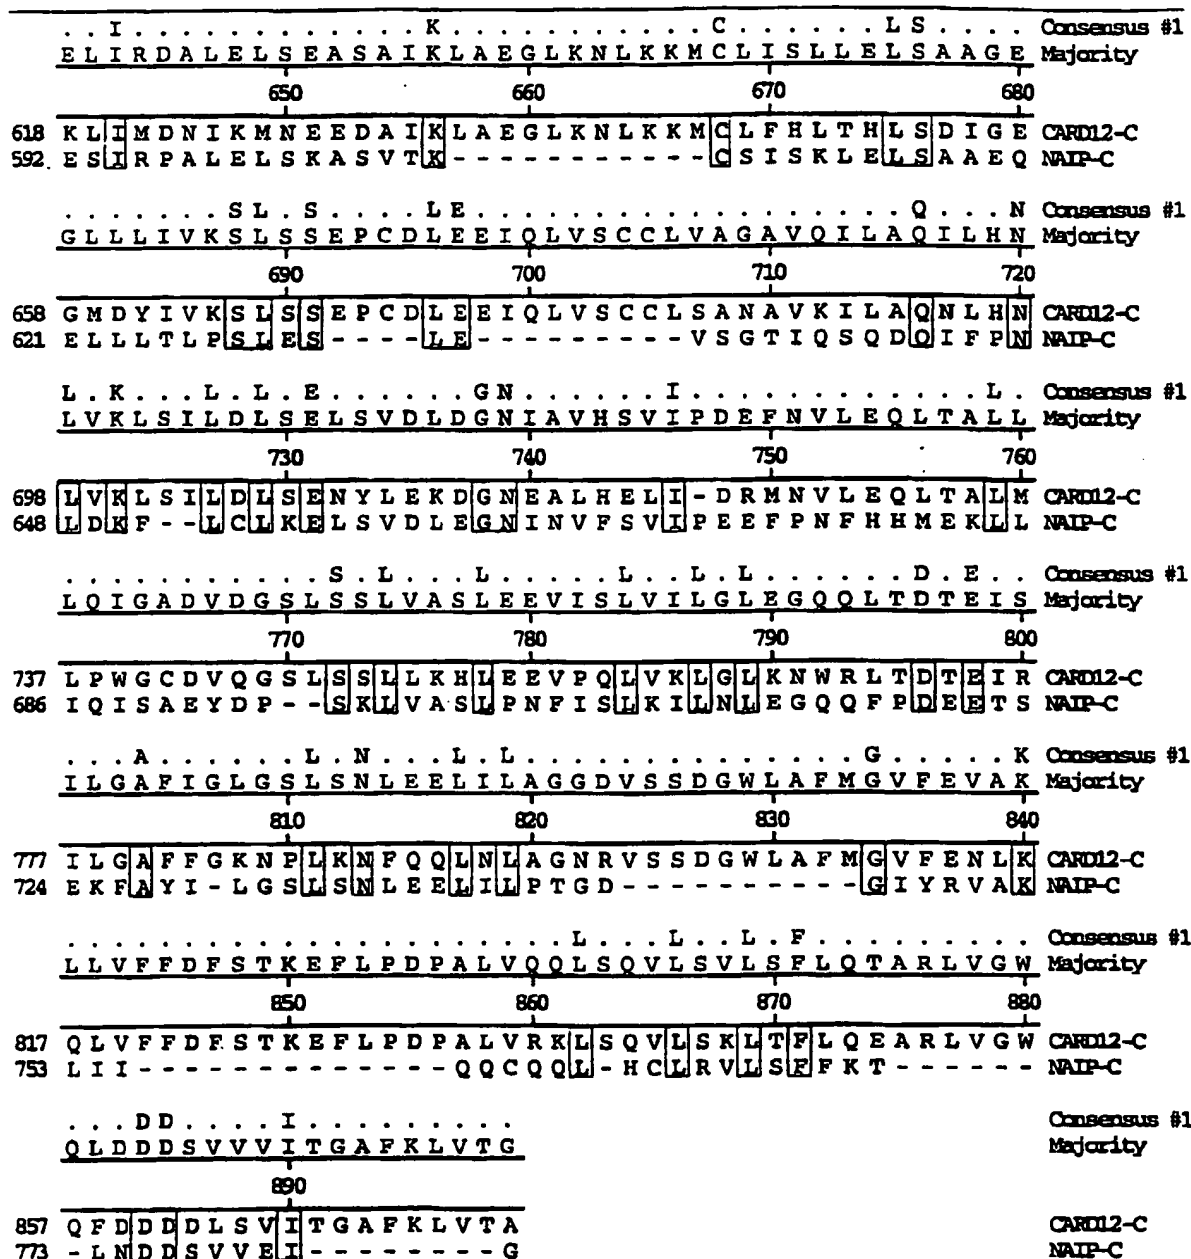 . . I . . . . . . . . . . . . K . . . . . . . . . . . C . . . . . . L S . . . . Consensus #1
E L I R D A L E L S E A S A I K L A E G L K N L K K M C L I S L L E L S A A G E Majority
650 660 670 680
618 K L I M D N I K M N E E D A I K L A E G L K N L K K M C L F H L T H L S D I G E CARD12-C
592. E S I R P A L E L S K A S V T K - - - - - - - - - - - C S I S K L E L S A A E Q NAIP-C
. . . . . . . S L . S . . . . L E . . . . . . . . . . . . . . . . . . Q . . . N Consensus #1
G L L L I V K S L S S E P C D L E E I Q L V S C C L V A G A V Q I L A Q I L H N Majority
690 700 710 720
658 G M D Y I V K S L S S E P C D L E E I Q L V S C C L S A N A V K I L A Q N L H N CARD12-C
621 E L L L T L P S L E S - - - - L E - - - - - - - - - V S G T I Q S Q D Q I F P N NAIP-C
L . K . . . L . L . E . . . . . . G N . . . . . . I . . . . . . . . . . . . L . Consensus #1
L V K L S I L D L S E L S V D L D G N I A V H S V I P D E F N V L E Q L T A L L Majority
730 740 750 760
698 L V K L S I L D L S E N Y L E K D G N E A L H E L I - D R M N V L E Q L T A L M CARD12-C
648 L D K F - - L C L K E L S V D L E G N I N V F S V I P E E F P N F H H M E K L L NAIP-C
. . . . . . . . . . . S . L . . . L . . . . . L . . L . L . . . . . . D . E . . Consensus #1
L Q I G A D V D G S L S S L V A S L E E V I S L V I L G L E G Q Q L T D T E I S Majority
770 780 790 800
737 L P W G C D V Q G S L S S L L K H L E E V P Q L V K L G L K N W R L T D T E I R CARD12-C
686 I Q I S A E Y D P - - S K L V A S L P N F I S L K I L N L E G Q Q F P D E E T S NAIP-C
. . . A . . . . . . L . N . . . L . L . . . . . . . . . . . . . . G . . . . . K Consensus #1
I L G A F I G L G S L S N L E E L I L A G G D V S S D G W L A F M G V F E V A K Majority
810 820 830 840
777 I L G A F F G K N P L K N F Q Q L N L A G N R V S S D G W L A F M G V F E N L K CARD12-C
724 E K F A Y I - L G S L S N L E E L I L P T G D - - - - - - - - - - G I Y R V A K NAIP-C
. . . . . . . . . . . . . . . . . . . . . L . . . L . . L . F . . . . . . . . . Consensus #1
L L V F F D F S T K E F L P D P A L V Q Q L S Q V L S V L S F L Q T A R L V G W Majority
850 860 870 880
817 Q L V F F D F S T K E F L P D P A L V R K L S Q V L S K L T F L Q E A R L V G W CARD12-C
753 L I I - - - - - - - - - - - - - Q Q C Q Q L - H C L R V L S F F K T - - - - - - NAIP-C
. . . D D . . . . I . . . . . . . . . Consensus #1
Q L D D D S V V V I T G A F K L V T G Majority
890
857 Q F D D D D L S V I T G A F K L V T A CARD12-C
773 - L N D D S V V E I - - - - - - - - G NAIP-C